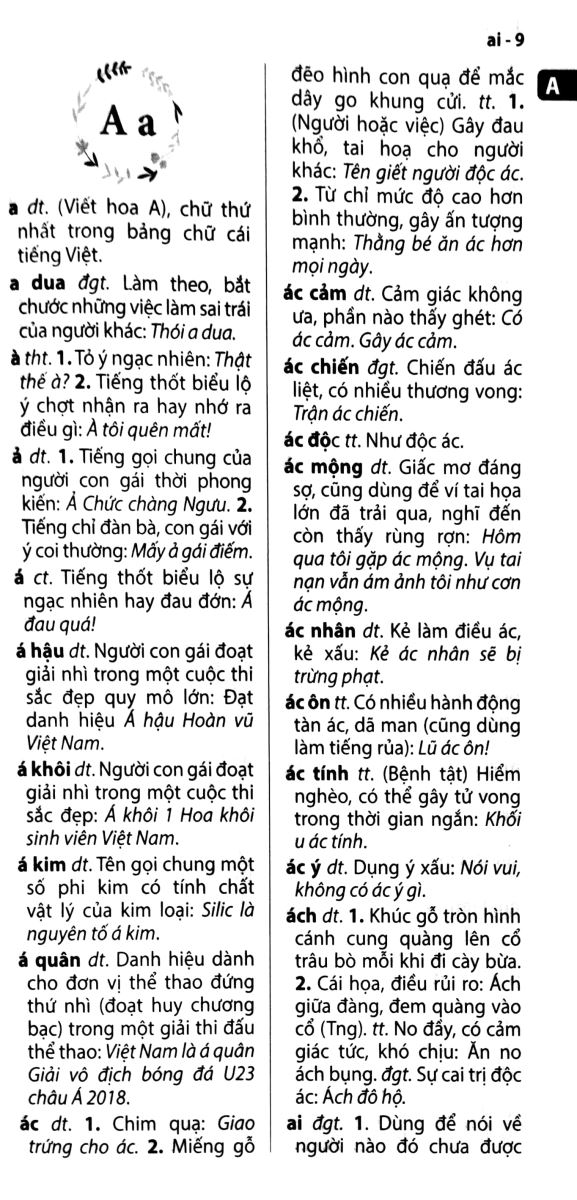 ai - 9
A
A a
a dt. (Viết hoa A), chữ thứ
nhất trong bảng chữ cái
tiếng Việt.
a dua đgt. Làm theo, bắt
chước những việc làm sai trái
của người khác: Thói a dua.
à tht. 1. Tỏ ý ngạc nhiên: Thật
thế à? 2. Tiếng thốt biểu lộ
ý chợt nhận ra hay nhớ ra
điều gì: À tôi quên mất!
ả dt. 1. Tiếng gọi chung của
người con gái thời phong
kiến: Ả Chức chàng Ngưu. 2.
Tiếng chỉ đàn bà, con gái với
ý coi thường: Mấy ả gái điếm.
á ct. Tiếng thốt biểu lộ sự
ngạc nhiên hay đau đớn: Á
đau quá!
á hậu dt. Người con gái đoạt
giải nhì trong một cuộc thi
sắc đẹp quy mô lớn: Đạt
danh hiệu Á hậu Hoàn vũ
Việt Nam.
á khôi dt. Người con gái đoạt
giải nhì trong một cuộc thi
sắc đẹp: Á khôi 1 Hoa khôi
sinh viên Việt Nam.
á kim dt. Tên gọi chung một
số phi kim có tính chất
vật lý của kim loại: Silic là
nguyên tố á kim.
á quân dt. Danh hiệu dành
cho đơn vị thể thao đứng
thứ nhì (đoạt huy chương
bạc) trong một giải thi đấu
thể thao: Việt Nam là á quân
Giải vô địch bóng đá U23
châu Á 2018.
ác dt. 1. Chim quạ: Giao
trứng cho ác. 2. Miếng gỗ
đẽo hình con quạ để mắc
dây go khung cửi. tt. 1.
(Người hoặc việc) Gây đau
khổ, tai hoạ cho người
khác: Tên giết người độc ác.
2. Từ chỉ mức độ cao hơn
bình thường, gây ấn tượng
mạnh: Thằng bé ăn ác hơn
mọi ngày.
ác cảm dt. Cảm giác không
ưa, phần nào thấy ghét: Có
ác cảm. Gây ác cảm.
ác chiến đgt. Chiến đấu ác
liệt, có nhiều thương vong:
Trận ác chiến.
ác độc tt. Như độc ác.
ác mộng dt. Giấc mơ đáng
sợ, cũng dùng để ví tai họa
lớn đã trải qua, nghĩ đến
còn thấy rùng rợn: Hôm
qua tôi gặp ác mộng. Vụ tai
nạn vẫn ám ảnh tôi như cơn
ác mộng.
ác nhân dt. Kẻ làm điều ác,
kẻ xấu: Kẻ ác nhân sẽ bị
trừng phạt.
ác ôn tt. Có nhiều hành động
tàn ác, dã man (cũng dùng
làm tiếng rủa): Lũ ác ôn!
ác tính tt. (Bệnh tật) Hiểm
nghèo, có thể gây tử vong
trong thời gian ngắn: Khối
u ác tính.
ác ý dt. Dụng ý xấu: Nói vui,
không có ác ý gì.
ách dt. 1. Khúc gỗ tròn hình
cánh cung quàng lên cổ
trâu bò mỗi khi đi cày bừa.
2. Cái họa, điều rủi ro: Ách
giữa đàng, đem quàng vào
cổ (Tng). tt. No đầy, có cảm
giác tức, khó chịu: Ăn no
ách bụng. đgt. Sự cai trị độc
ác: Ách đô hộ.
ai đgt. 1. Dùng để nói về
người nào đó chưa được